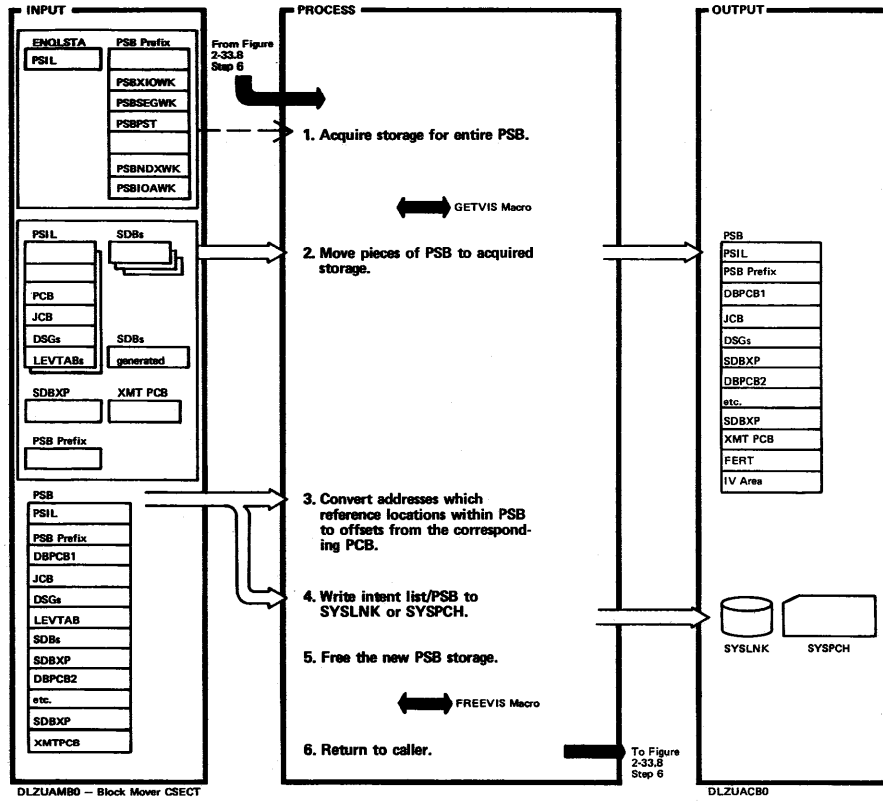 INPUT
ENQLSTA
PSIL
PSB Prefix
PSBXIOWK
PSBSEGWK
PSBPST
PSBNDXWK
PSBIOAWK
PSIL
PCB
JCB
DSGs
LEVTABs
SDBs
SDBs
generated
SDBXP
XMT PCB
PSB Prefix
PSB
PSIL
PSB Prefix
DBPCB1
JCB
DSGs
LEVTAB
SDBs
SDBXP
DBPCB2
etc.
SDBXP
XMTPCB
DLZUAMB0 — Block Mover CSECT
PROCESS
From Figure
2-33.8
Step 6
1. Acquire storage for entire PSB.
GETVIS Macro
2. Move pieces of PSB to acquired
storage.
3. Convert addresses which
reference locations within PSB
to offsets from the correspond-
ing PCB.
4. Write intent list/PSB to
SYSLNK or SYSPCH.
5. Free the new PSB storage.
FREEVIS Macro
6. Return to caller.
To Figure
2-33.8
Step 6
OUTPUT
PSB
PSIL
PSB Prefix
DBPCB1
JCB
DSGs
SDBXP
DBPCB2
etc.
SDBXP
XMT PCB
FERT
IV Area
SYSLNK
SYSPCH
DLZUACB0